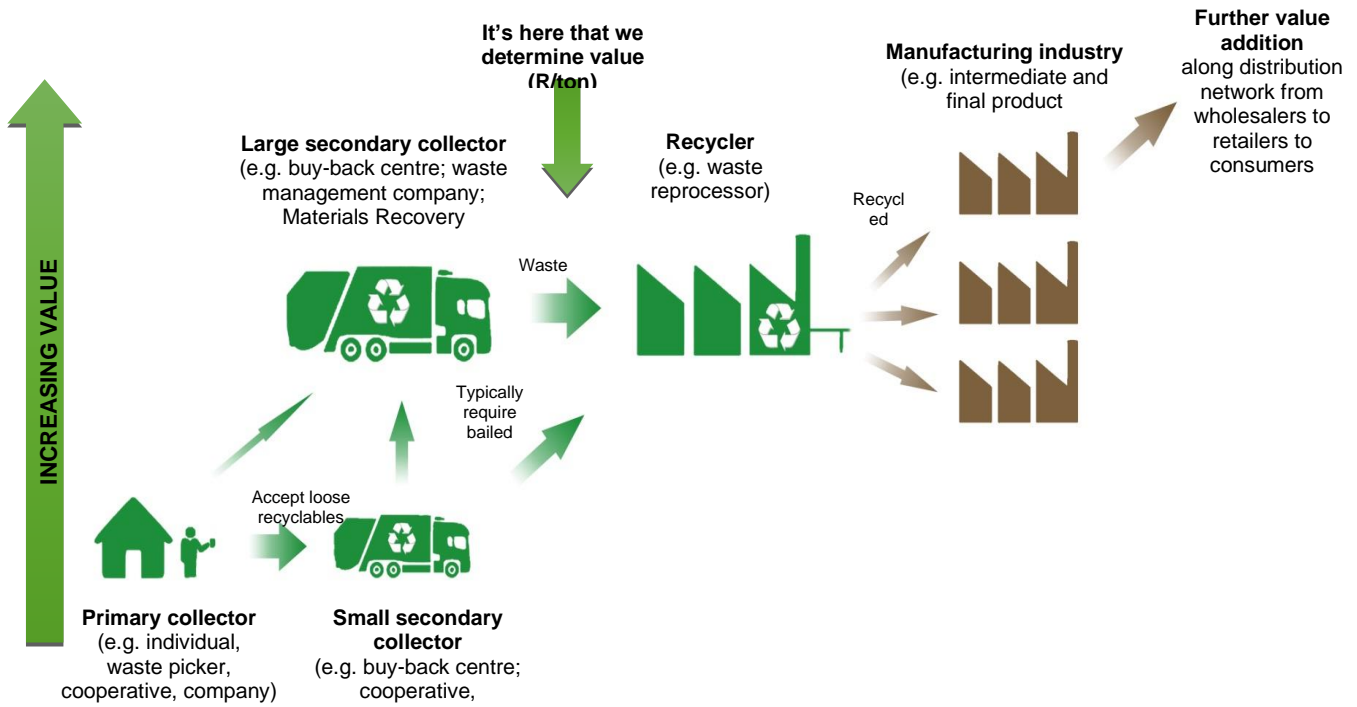 It's here that we
determine value
(R/ton)
Further value
addition
along distribution
network from
wholesalers to
retailers to
consumers
Manufacturing industry
(e.g. intermediate and
final product
Large secondary collector
(e.g. buy-back centre; waste
management company;
Materials Recovery
Recycler
(e.g. waste
reprocessor)
Recycl
ed
Waste
INCREASING VALUE
Typically
require
bailed
Accept loose
recyclables
Primary collector
(e.g. individual,
waste picker,
cooperative, company)
Small secondary
collector
(e.g. buy-back centre;
cooperative,